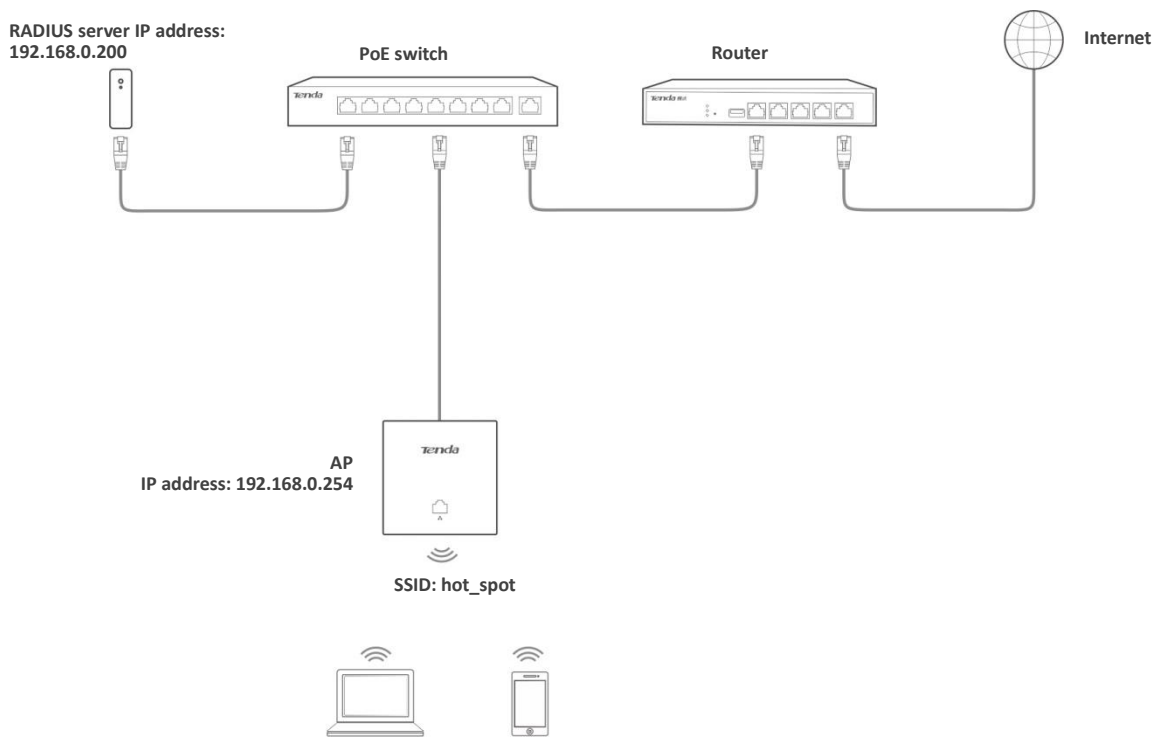 RADIUS server IP address:
192.168.0.200
PoE switch
Router
Internet
Tenda
Tenda
AP
IP address: 192.168.0.254
Tenda
SSID: hot_spot